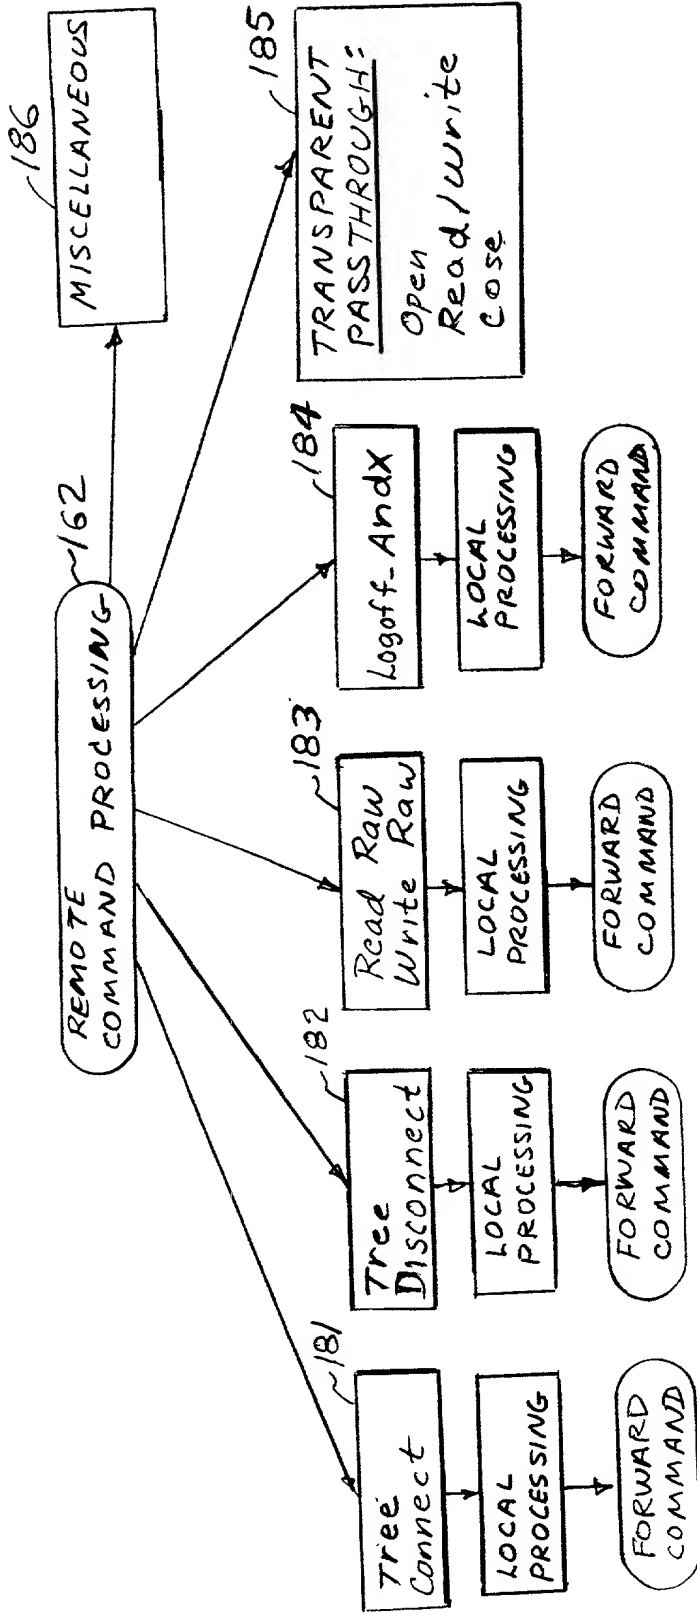 162
REMOTE
COMMAND PROCESSING
186
MISCELLANEOUS
181
Tree
Connect
LOCAL
PROCESSING
FORWARD
COMMAND
182
Tree
Disconnect
LOCAL
PROCESSING
FORWARD
COMMAND
183
Read Raw
Write Raw
LOCAL
PROCESSING
FORWARD
COMMAND
184
Logoff_Andx
LOCAL
PROCESSING
FORWARD
COMMAND
185
TRANSPARENT
PASSTHROUGH:
Open
Read/Write
Cose